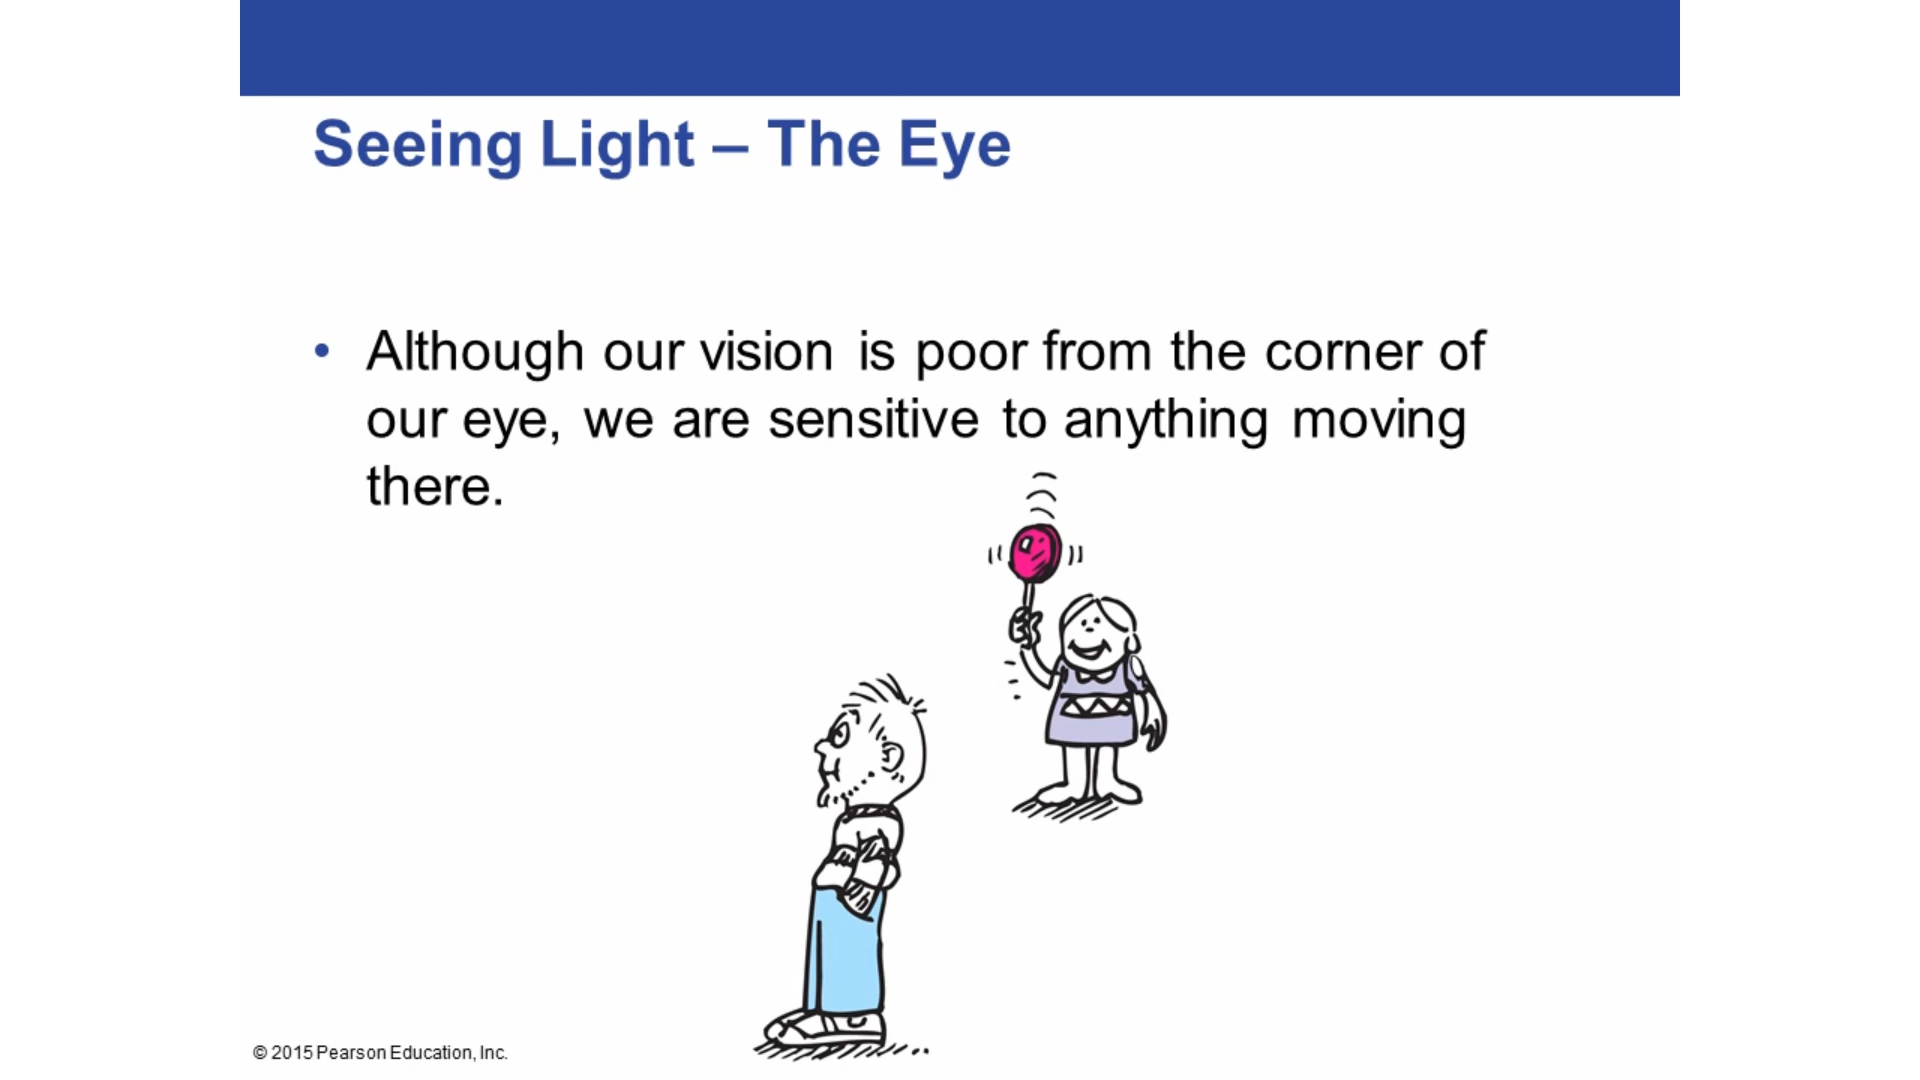 Seeing Light – The Eye
• Although our vision is poor from the corner of
our eye, we are sensitive to anything moving
there.
© 2015 Pearson Education, Inc.